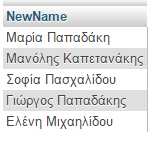 NewName
Μαρία Παπαδάκη
Μανόλης Καπετανάκης
Σοφία Πασχαλίδου
Γιώργος Παπαδάκης
Ελένη Μιχαηλίδου